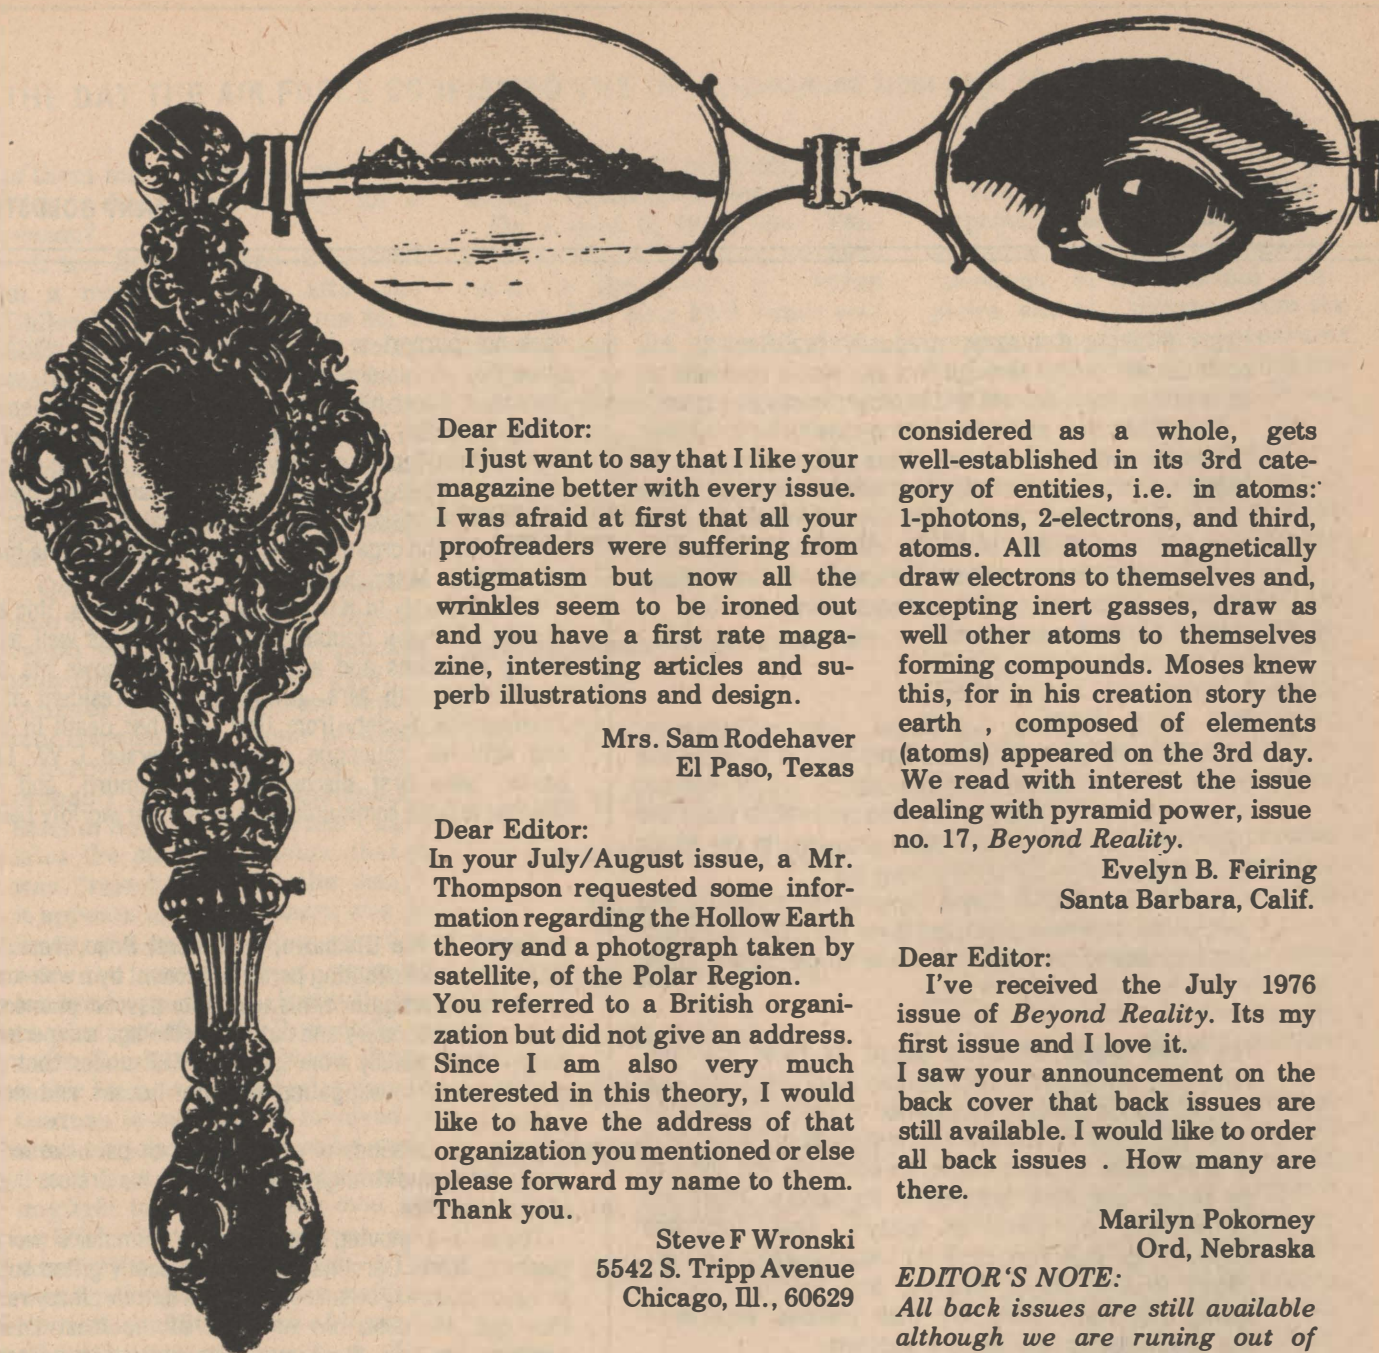 Dear Editor:
I just want to say that I like your
magazine better with every issue.
I was afraid at first that all your
proofreaders were suffering from
astigmatism but now all the
wrinkles seem to be ironed out
and you have a first rate maga-
zine, interesting articles and su-
perb illustrations and design.
Mrs. Sam Rodehaver
El Paso, Texas
Dear Editor:
In your July/August issue, a Mr.
Thompson requested some infor-
mation regarding the Hollow Earth
theory and a photograph taken by
satellite, of the Polar Region.
You referred to a British organi-
zation but did not give an address.
Since I am also very much
interested in this theory, I would
like to have the address of that
organization you mentioned or else
please forward my name to them.
Thank you.
Steve F Wronski
5542 S. Tripp Avenue
Chicago, Ill., 60629
considered as a whole, gets
well-established in its 3rd cate-
gory of entities, i.e. in atoms:
1-photons, 2-electrons, and third,
atoms. All atoms magnetically
draw electrons to themselves and,
excepting inert gasses, draw as
well other atoms to themselves
forming compounds. Moses knew
this, for in his creation story the
earth , composed of elements
(atoms) appeared on the 3rd day.
We read with interest the issue
dealing with pyramid power, issue
no. 17, Beyond Reality.
Evelyn B. Feiring
Santa Barbara, Calif.
Dear Editor:
I've received the July 1976
issue of Beyond Reality. Its my
first issue and I love it.
I saw your announcement on the
back cover that back issues are
still available. I would like to order
all back issues . How many are
there.
Marilyn Pokorney
Ord, Nebraska
EDITOR'S NOTE:
All back issues are still available
although we are runing out of